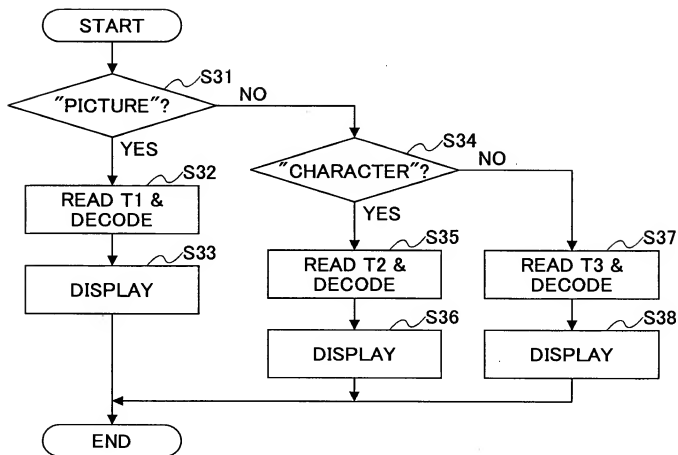 START
S31
"PICTURE"?
NO
YES
S34
"CHARACTER"?
NO
YES
S32
READ T1 &
DECODE
S33
DISPLAY
S35
READ T2 &
DECODE
S36
DISPLAY
S37
READ T3 &
DECODE
S38
DISPLAY
END